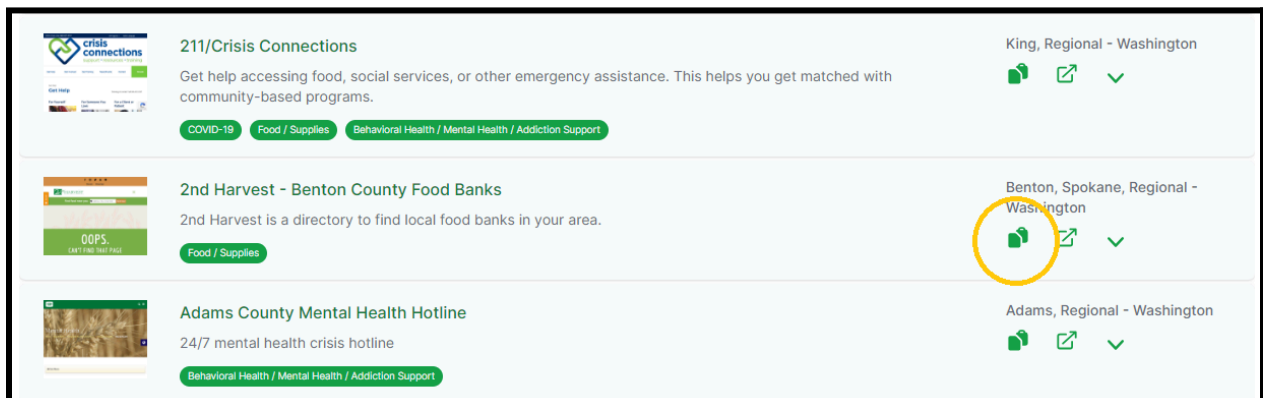 crisis
connections
Get Help
211/Crisis Connections
King, Regional - Washington
Get help accessing food, social services, or other emergency assistance. This helps you get matched with
community-based programs.
COVID-19
Food / Supplies
Behavioral Health / Mental Health / Addiction Support
OOPS.
CAN'T FIND THAT PAGE
2nd Harvest - Benton County Food Banks
Benton, Spokane, Regional -
Washington
2nd Harvest is a directory to find local food banks in your area.
Food / Supplies
Adams County Mental Health Hotline
Adams, Regional - Washington
24/7 mental health crisis hotline
Behavioral Health / Mental Health / Addiction Support